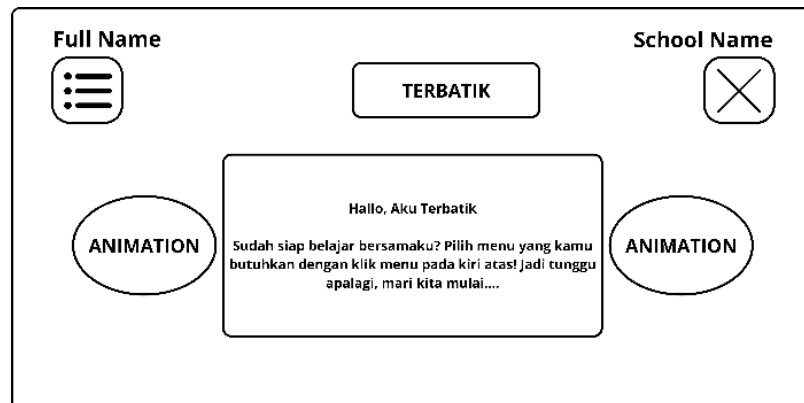 Full Name
School Name
TERBATIK
Hallo, Aku Terbatik
ANIMATION
Sudah siap belajar bersamaku? Pilih menu yang kamu
butuhkan dengan klik menu pada kiri atas! Jadi tunggu
apalagi, mari kita mulai....
ANIMATION